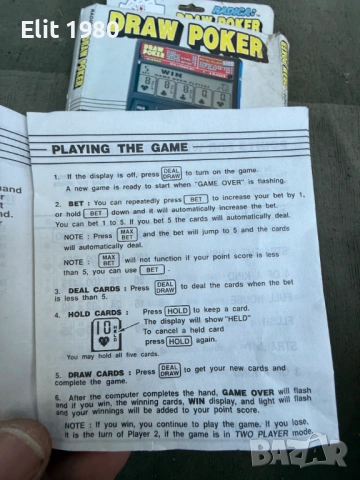 Elit 1980
RADICA:
DRAW POKER
DRAW
POKER
WIN
PLAYING THE GAME
1. If the display is off, press DEAL DRAW to turn on the game.
A new game is ready to start when "GAME OVER" is flashing.
2. BET : You can repeatedly press BET to increase your bet by 1,
or hold BET down and it will automatically increase the bet.
You can bet 1 to 5. If you bet 5 the cards will automatically deal.
NOTE : Press MAX BET and the bet will jump to 5 and the cards
will automatically deal.
NOTE : MAX BET will not function if your point score is less
than 5, you can use BET .
3. DEAL CARDS : Press DEAL DRAW to deal the cards when the bet
is less than 5.
4. HOLD CARDS : Press HOLD to keep a card.
The display will show "HELD"
To cancel a held card
press HOLD again.
10 HELD
You may hold all five cards.
5. DRAW CARDS : Press DEAL DRAW to get your new cards and
complete the game.
6. After the computer completes the hand, GAME OVER will flash
and if you win, the winning cards, WIN display, and light will flash
and your winnings will be added to your point score.
NOTE : If you win, you continue to play the game. If you lose,
it is the turn of Player 2, if the game is in TWO PLAYER mode.
bazar